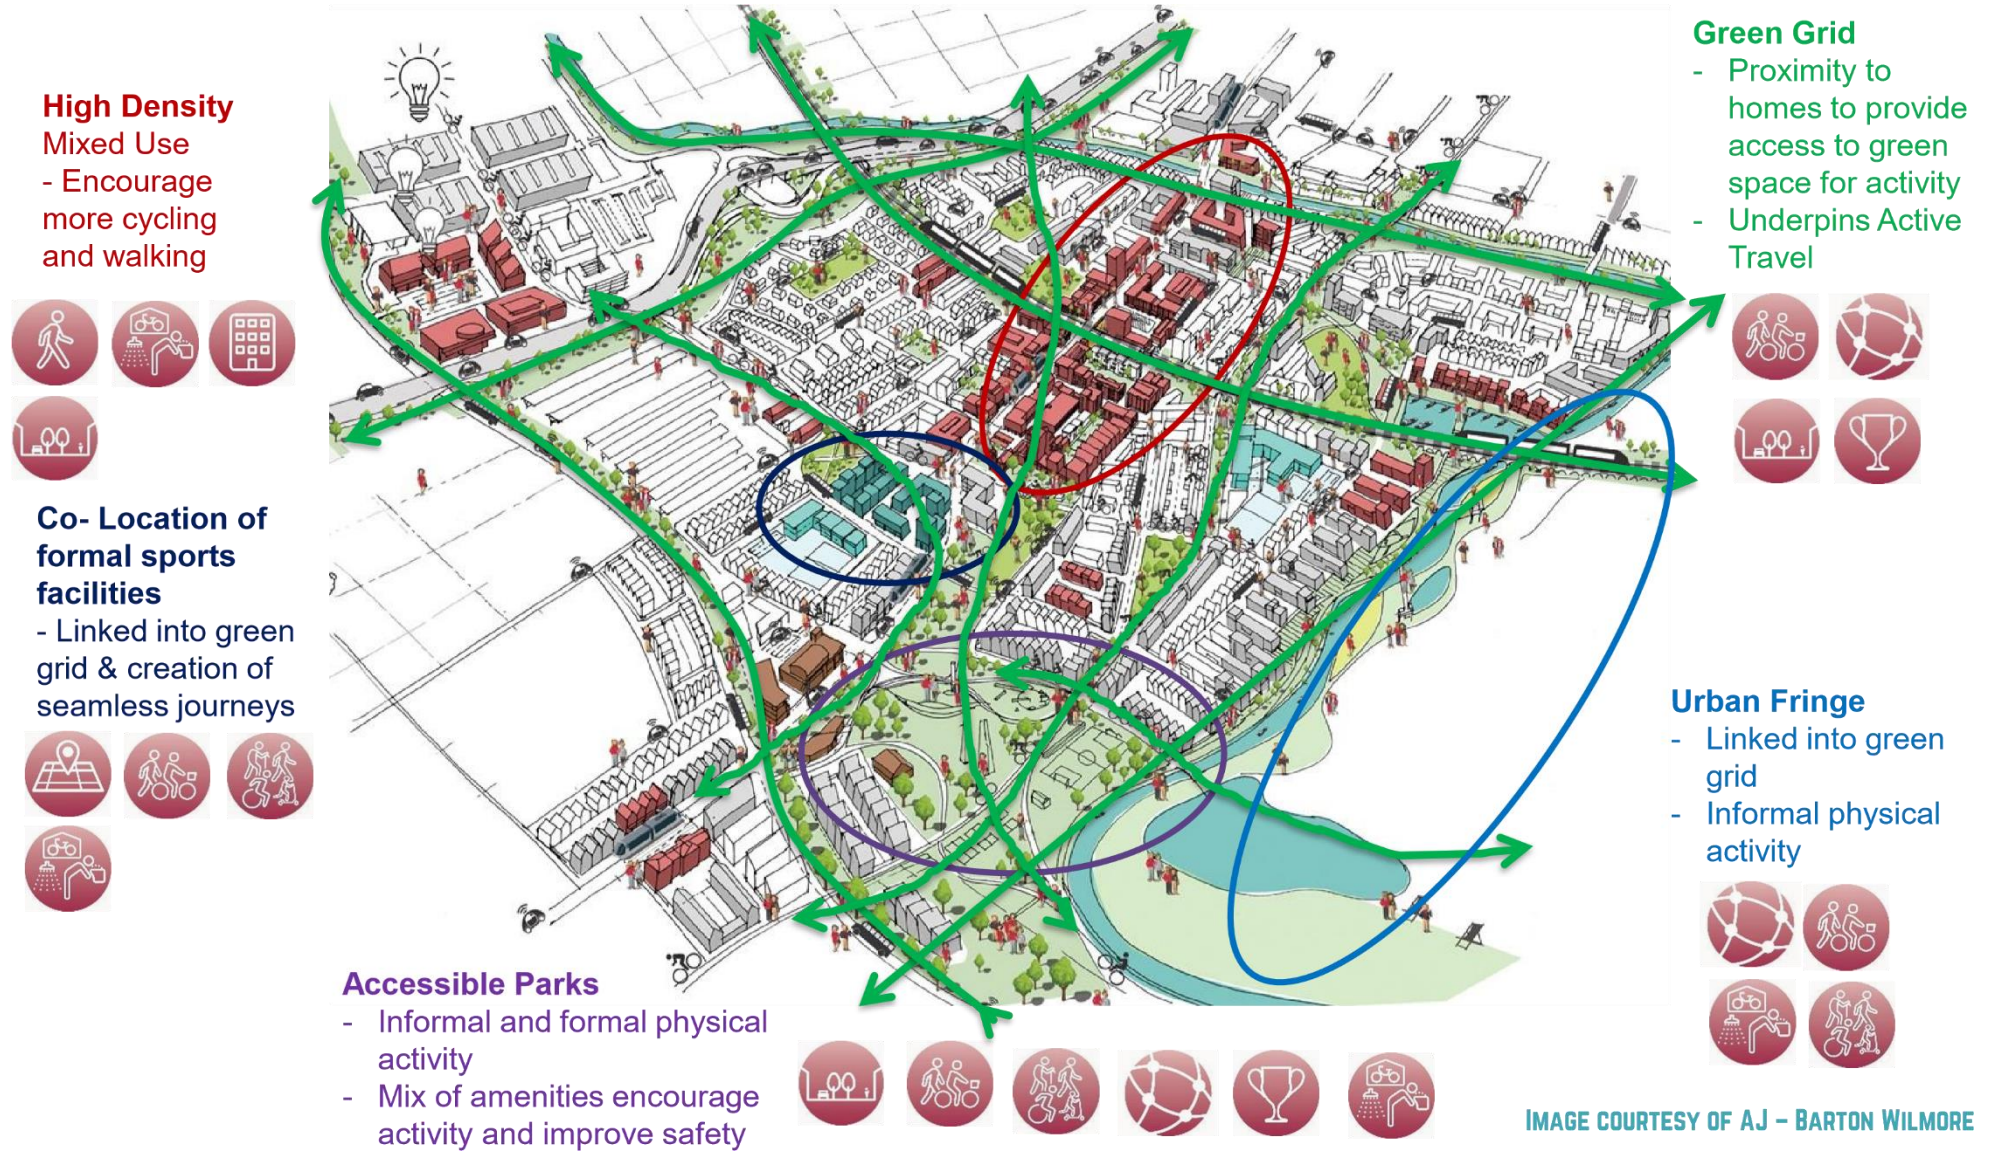 High Density
Mixed Use
- Encourage
more cycling
and walking
Co- Location of
formal sports
facilities
- Linked into green
grid & creation of
seamless journeys
Accessible Parks
- Informal and formal physical
activity
- Mix of amenities encourage
activity and improve safety
Green Grid
- Proximity to
homes to provide
access to green
space for activity
- Underpins Active
Travel
Urban Fringe
- Linked into green
grid
- Informal physical
activity
IMAGE COURTESY OF AJ – BARTON WILMORE